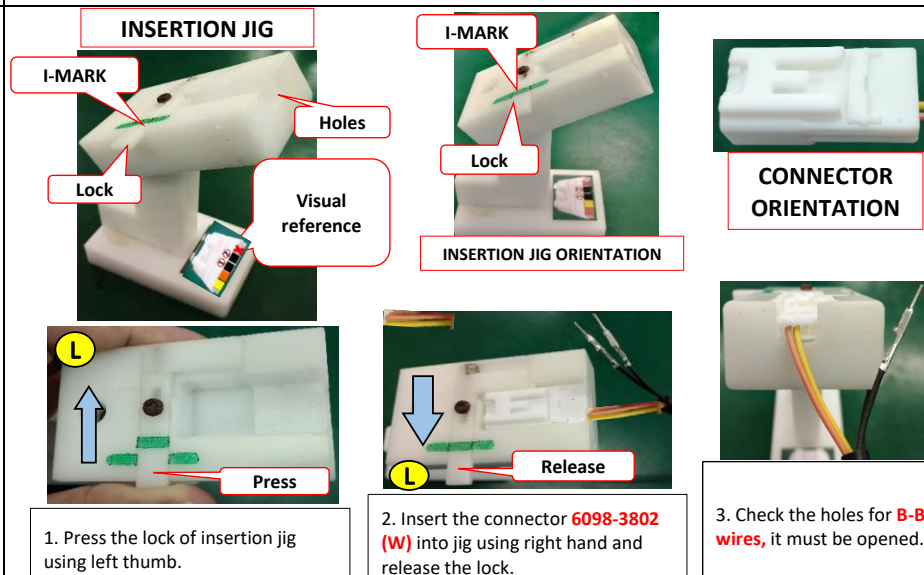 INSERTION JIG
I-MARK
Holes
Lock
Visual
reference
I-MARK
Lock
INSERTION JIG ORIENTATION
CONNECTOR
ORIENTATION
L
Press
1. Press the lock of insertion jig
using left thumb.
L
Release
2. Insert the connector 6098-3802
(W) into jig using right hand and
release the lock.
3. Check the holes for B-B
wires, it must be opened.